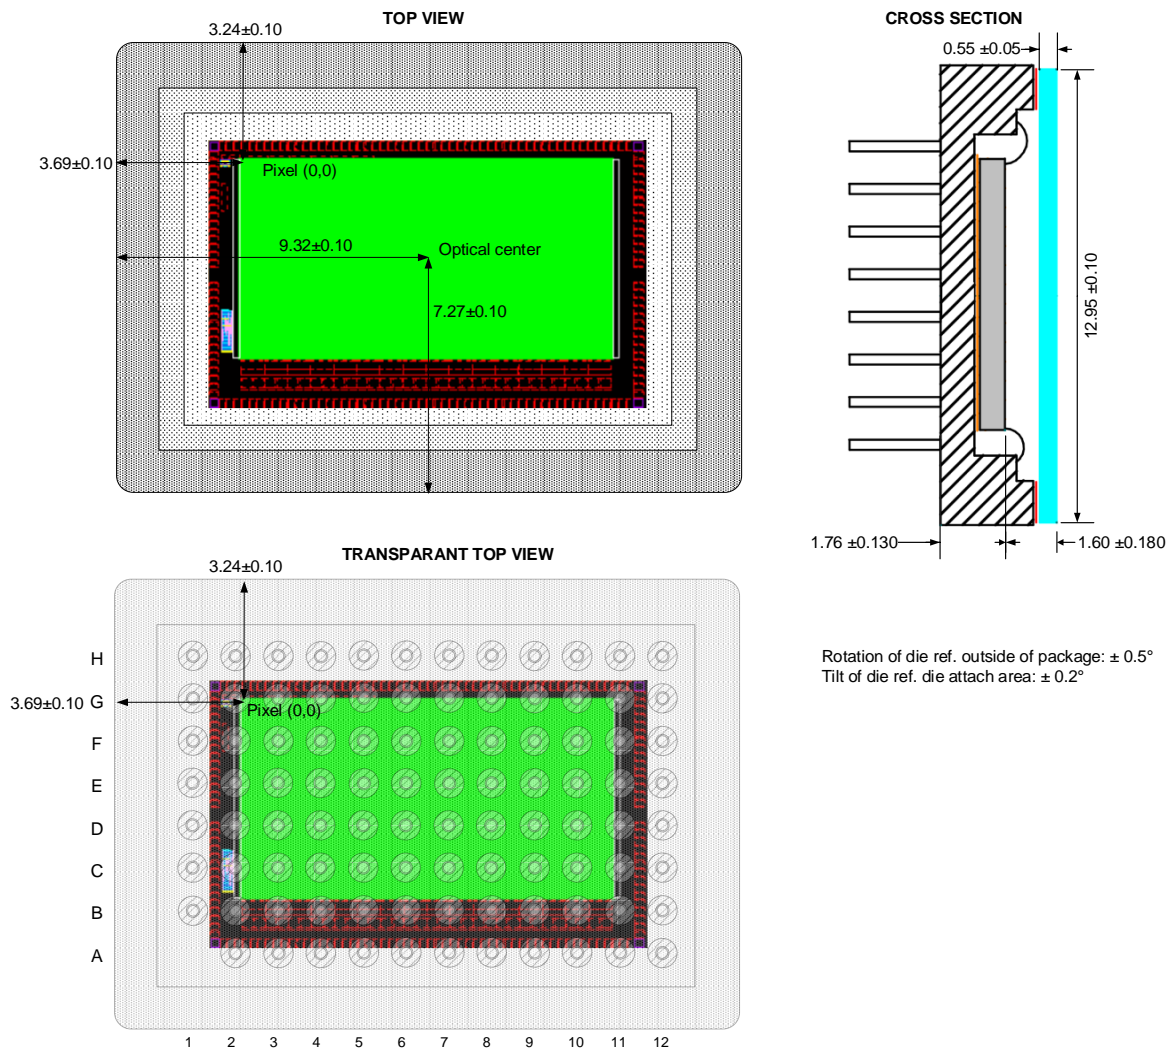 TOP VIEW
CROSS SECTION
3.24±0.10
0.55 ±0.05
3.69±0.10
Pixel (0,0)
9.32±0.10
Optical center
7.27±0.10
12.95 ±0.10
1.76 ±0.130
1.60 ±0.180
TRANSPARANT TOP VIEW
3.24±0.10
H
Rotation of die ref. outside of package: ± 0.5°
Tilt of die ref. die attach area: ± 0.2°
3.69±0.10 G
Pixel (0,0)
F
E
D
C
B
A
1 2 3 4 5 6 7 8 9 10 11 12